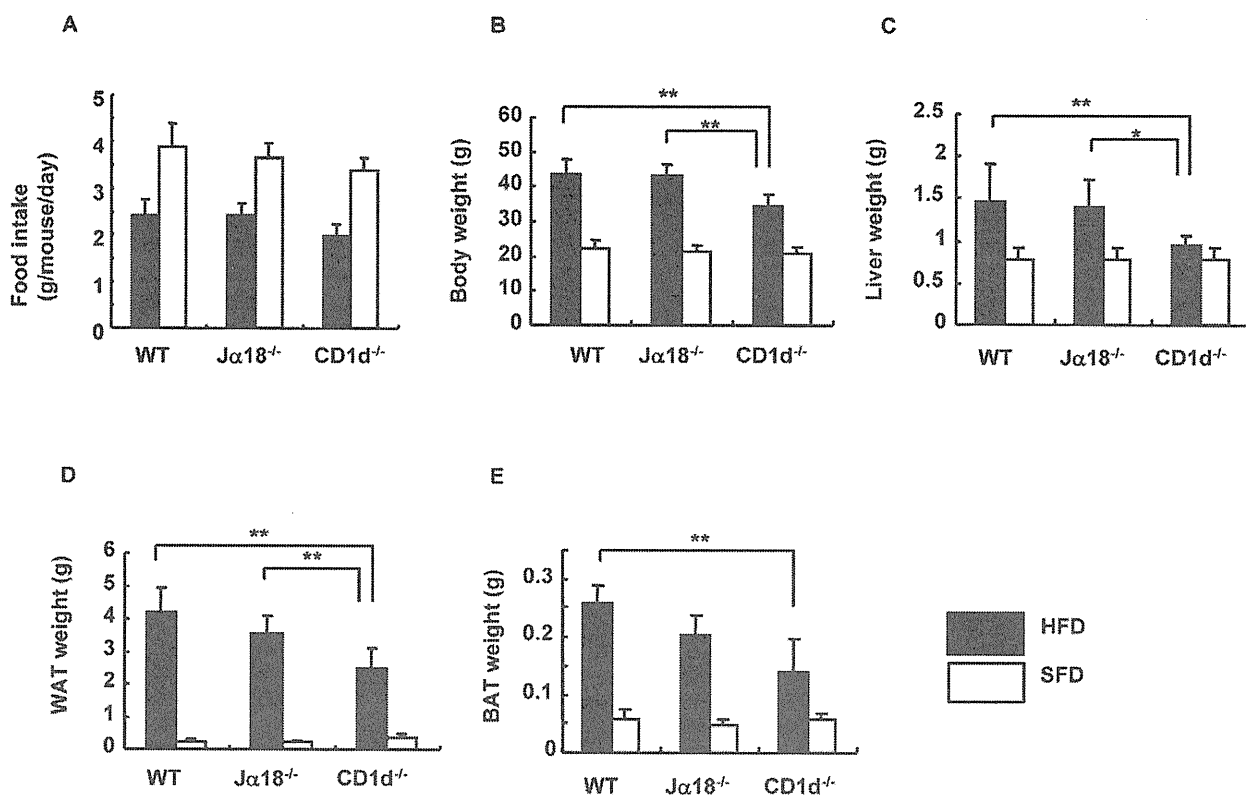 A
Food intake
(g/mouse/day)
5
4
3
2
1
0
WT
Jα18-/-
CD1d-/-
B
Body weight (g)
60
50
40
30
20
10
0
**
**
WT
Jα18-/-
CD1d-/-
C
Liver weight (g)
2.5
2
1.5
1
0.5
0
**
*
WT
Jα18-/-
CD1d-/-
D
WAT weight (g)
6
5
4
3
2
1
0
**
**
WT
Jα18-/-
CD1d-/-
E
BAT weight (g)
0.3
0.2
0.1
0
**
WT
Jα18-/-
CD1d-/-
HFD
SFD